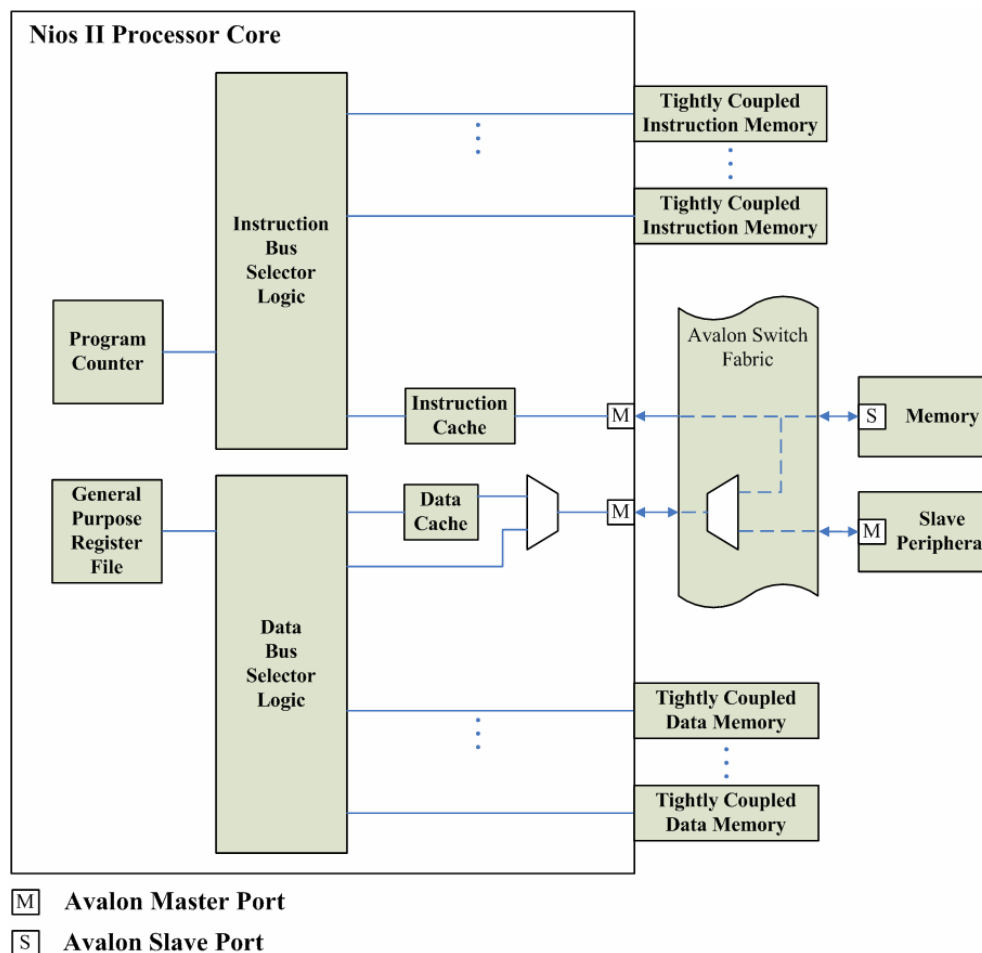 Nios II Processor Core
Tightly Coupled
Instruction Memory
Tightly Coupled
Instruction Memory
Instruction
Bus
Selector
Logic
Program
Counter
Avalon Switch
Fabric
Instruction
Cache
M
S
Memory
General
Purpose
Register
File
Data
Cache
M
M
Slave
Periphera
Data
Bus
Selector
Logic
Tightly Coupled
Data Memory
Tightly Coupled
Data Memory
M Avalon Master Port
S Avalon Slave Port